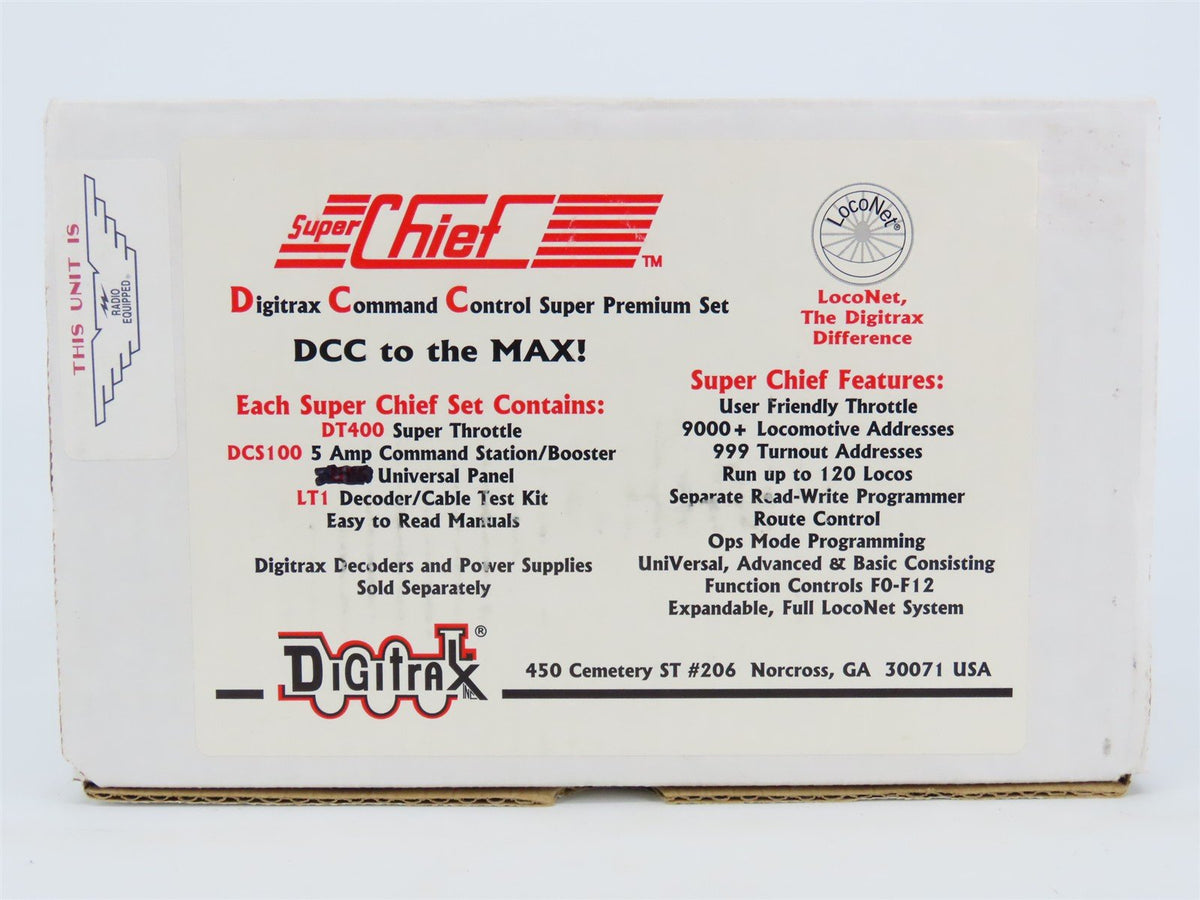 THIS UNIT IS
RADIO
EQUIPPED®
Super Chief™
Digitrax Command Control Super Premium Set
DCC to the MAX!
Each Super Chief Set Contains:
DT400 Super Throttle
DCS100 5 Amp Command Station/Booster
Universal Panel
LT1 Decoder/Cable Test Kit
Easy to Read Manuals
Digitrax Decoders and Power Supplies
Sold Separately
LocoNet®
LocoNet,
The Digitrax
Difference
Super Chief Features:
User Friendly Throttle
9000+ Locomotive Addresses
999 Turnout Addresses
Run up to 120 Locos
Separate Read-Write Programmer
Route Control
Ops Mode Programming
UniVersal, Advanced & Basic Consisting
Function Controls F0-F12
Expandable, Full LocoNet System
DiGitrax INC.®
450 Cemetery ST #206 Norcross, GA 30071 USA